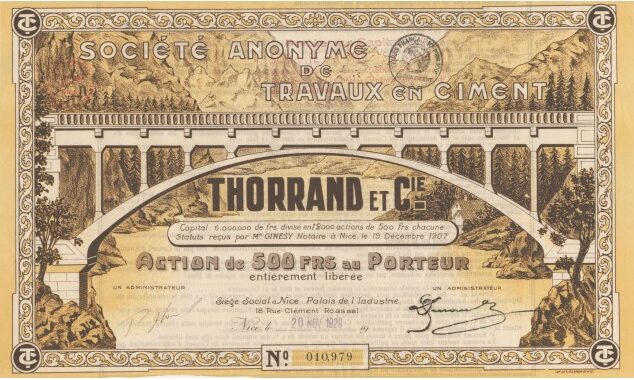 SOCIÉTÉ ANONYME
DE
TRAVAUX en CIMENT
THORRAND ET CIE
Capital 6.000.000 de frs divisé en 12000 actions de 500 frs chacune
Statuts reçus par Me GINESY Notaire à Nice, le 19 Décembre 1907
ACTION de 500 FRS au PORTEUR
entièrement libérée
UN ADMINISTRATEUR
UN ADMINISTRATEUR
Siège Social à Nice Palais de l'Industrie
18 Rue Clément Roassal
Nice le 20 NOV 1929 19
No. 010,979